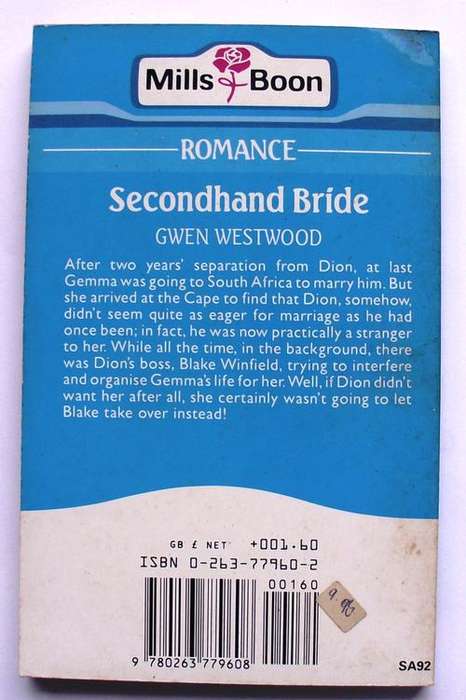 Mills & Boon
ROMANCE
Secondhand Bride
GWEN WESTWOOD
After two years' separation from Dion, at last
Gemma was going to South Africa to marry him. But
she arrived at the Cape to find that Dion, somehow,
didn't seem quite as eager for marriage as he had
once been; in fact, he was now practically a stranger
to her. While all the time, in the background, there
was Dion's boss, Blake Winfield, trying to interfere
and organise Gemma's life for her. Well, if Dion didn't
want her after all, she certainly wasn't going to let
Blake take over instead!
GB £ NET +001.60
ISBN 0-263-77960-2
00160
9 780263 779608
SA92